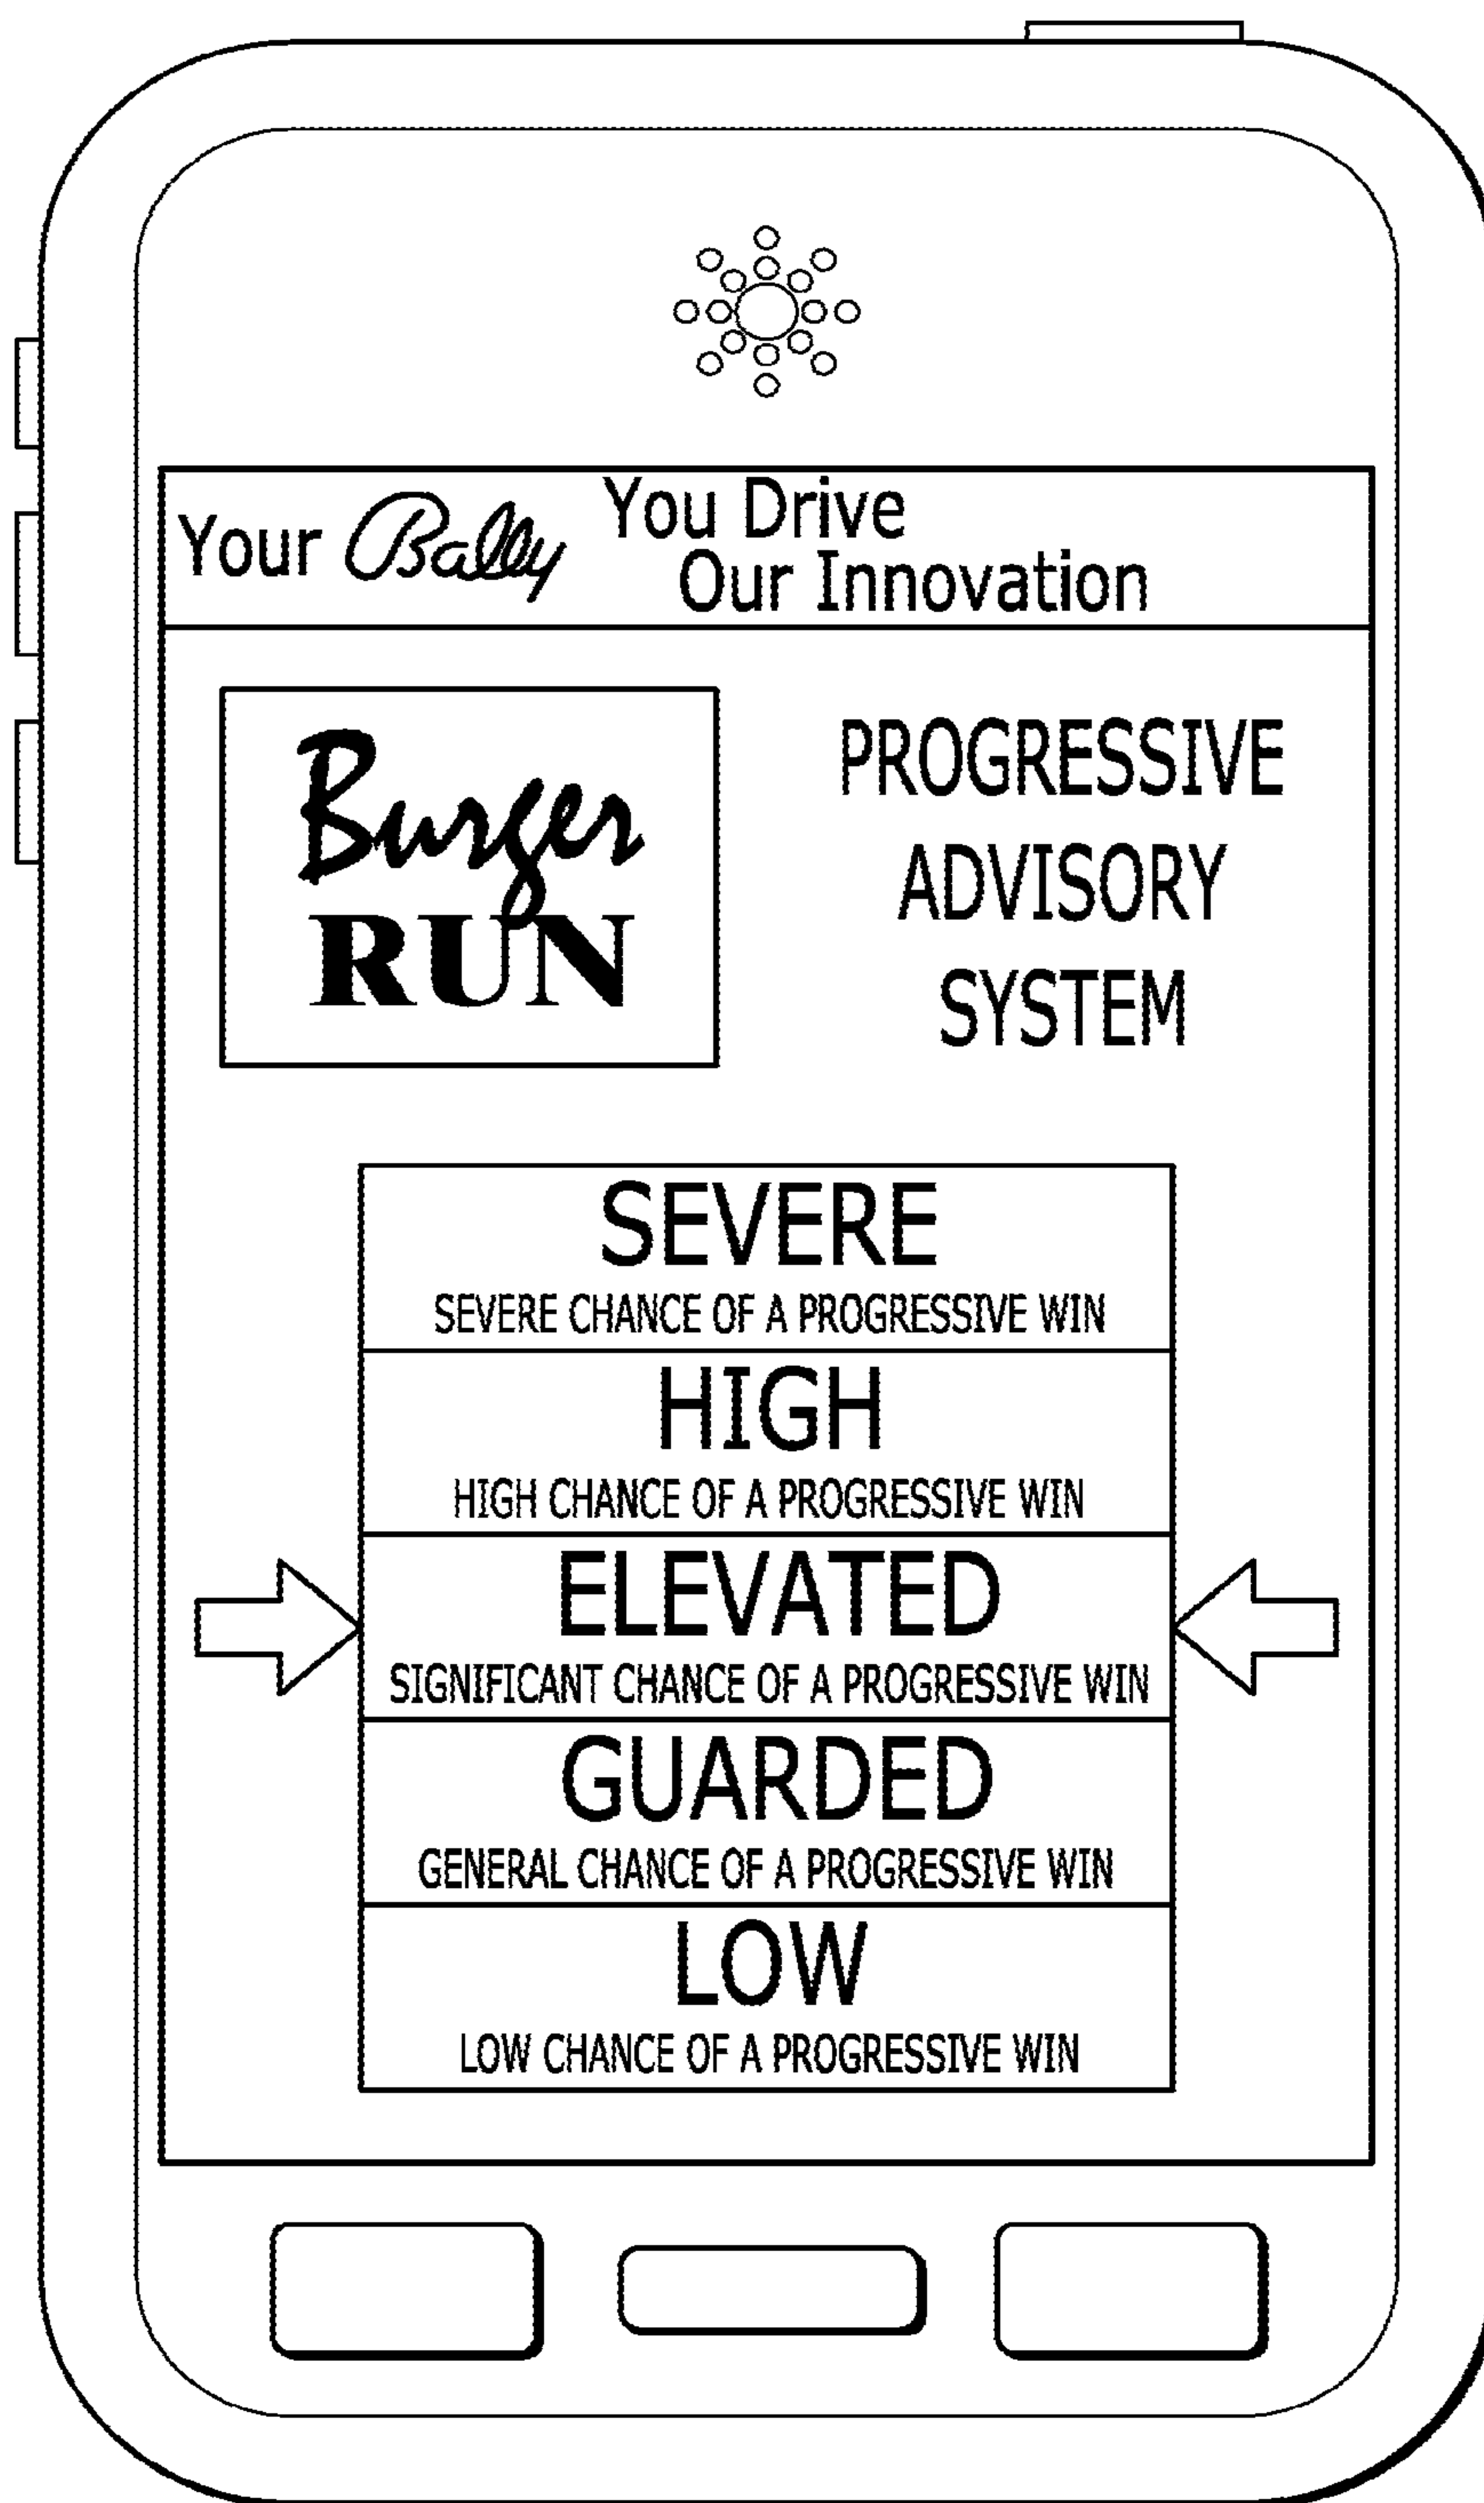 Your Bally
You Drive
Our Innovation
Burger
RUN
PROGRESSIVE
ADVISORY
SYSTEM
SEVERE
SEVERE CHANCE OF A PROGRESSIVE WIN
HIGH
HIGH CHANCE OF A PROGRESSIVE WIN
ELEVATED
SIGNIFICANT CHANCE OF A PROGRESSIVE WIN
GUARDED
GENERAL CHANCE OF A PROGRESSIVE WIN
LOW
LOW CHANCE OF A PROGRESSIVE WIN